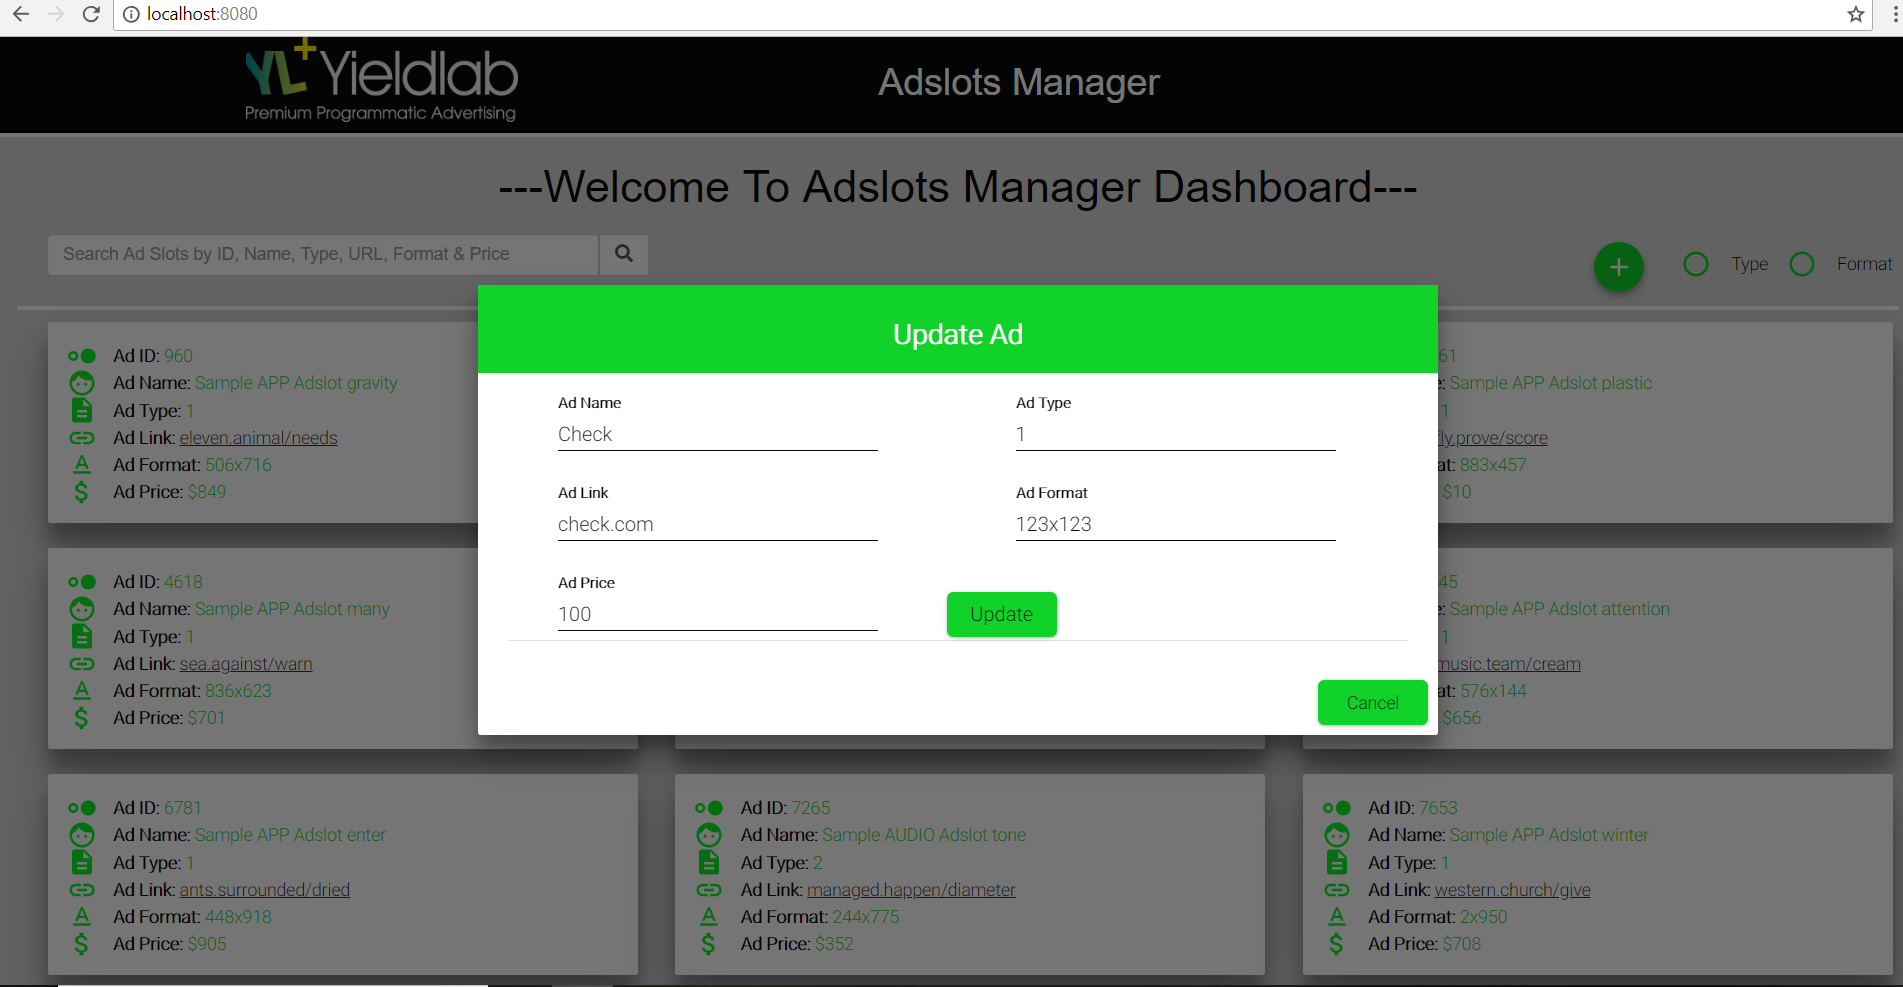 localhost:8080
YL+ Yieldlab
Premium Programmatic Advertising
Adslots Manager
---Welcome To Adslots Manager Dashboard---
Search Ad Slots by ID, Name, Type, URL, Format & Price
+
Type
Format
Update Ad
Ad Name
Check
Ad Type
1
Ad Link
check.com
Ad Format
123x123
Ad Price
100
Update
Cancel
Ad ID: 960
Ad Name: Sample APP Adslot gravity
Ad Type: 1
Ad Link: eleven.animal/needs
Ad Format: 506x716
Ad Price: $849
61
: Sample APP Adslot plastic
1
fly.prove/score
at: 883x457
$10
Ad ID: 4618
Ad Name: Sample APP Adslot many
Ad Type: 1
Ad Link: sea.against/warn
Ad Format: 836x623
Ad Price: $701
45
: Sample APP Adslot attention
1
music.team/cream
at: 576x144
$656
Ad ID: 6781
Ad Name: Sample APP Adslot enter
Ad Type: 1
Ad Link: ants.surrounded/dried
Ad Format: 448x918
Ad Price: $905
Ad ID: 7265
Ad Name: Sample AUDIO Adslot tone
Ad Type: 2
Ad Link: managed.happen/diameter
Ad Format: 244x775
Ad Price: $352
Ad ID: 7653
Ad Name: Sample APP Adslot winter
Ad Type: 1
Ad Link: western.church/give
Ad Format: 2x950
Ad Price: $708